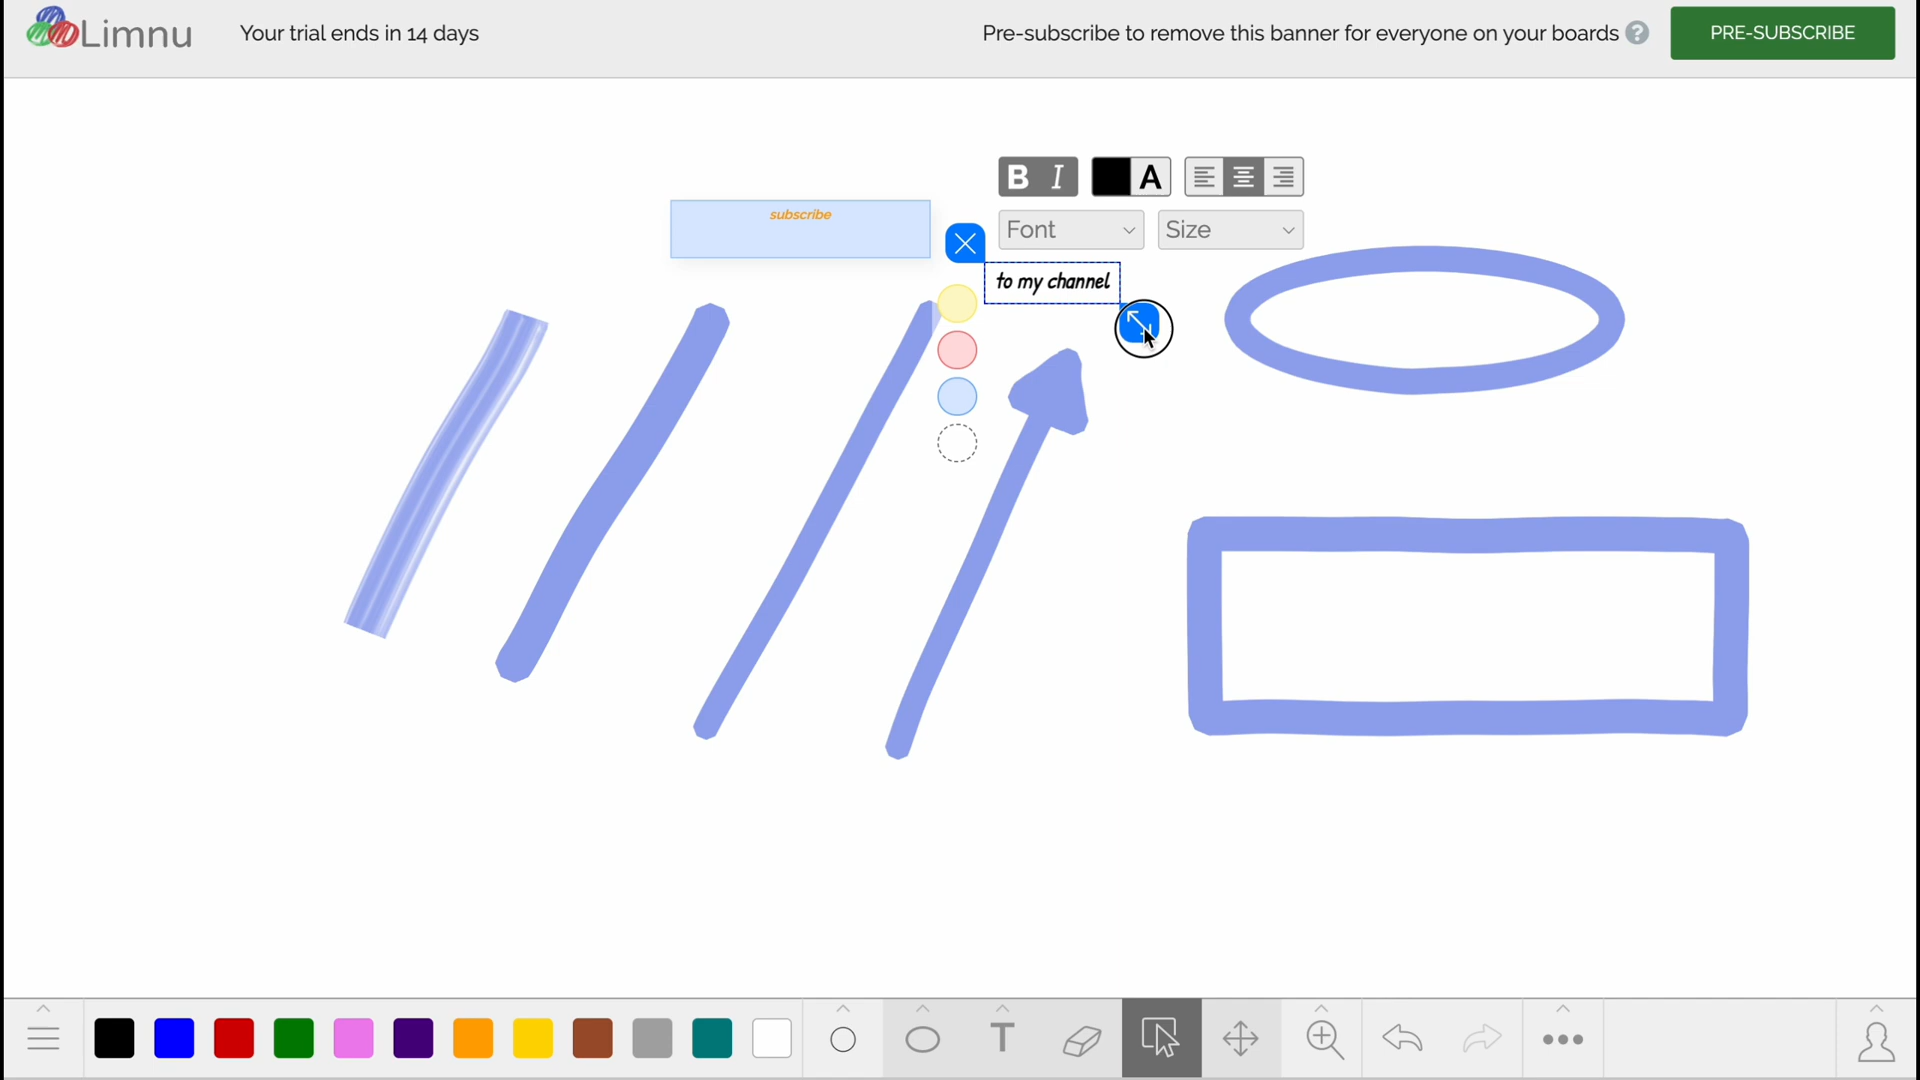 Limnu
Your trial ends in 14 days
Pre-subscribe to remove this banner for everyone on your boards ?
PRE-SUBSCRIBE
B I A
subscribe
Font
Size
to my channel
T